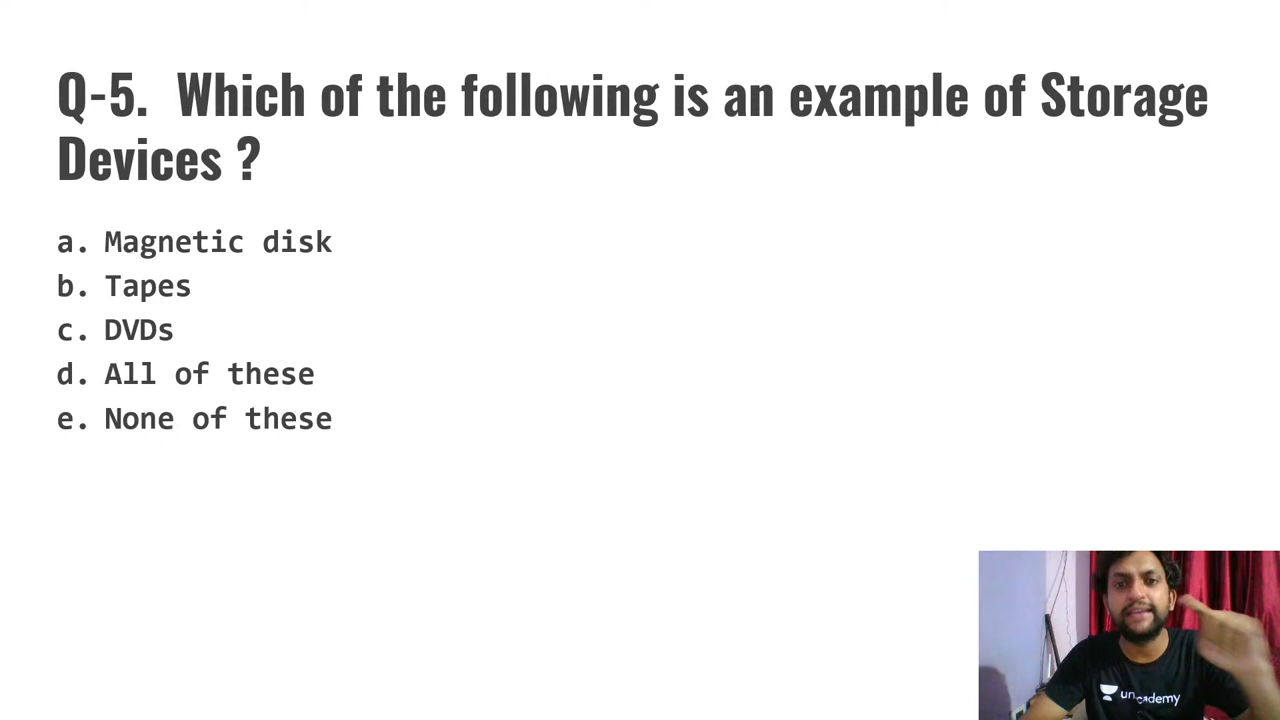 Q-5. Which of the following is an example of Storage
Devices ?
a. Magnetic disk
b. Tapes
c. DVDs
d. All of these
e. None of these
unacademy